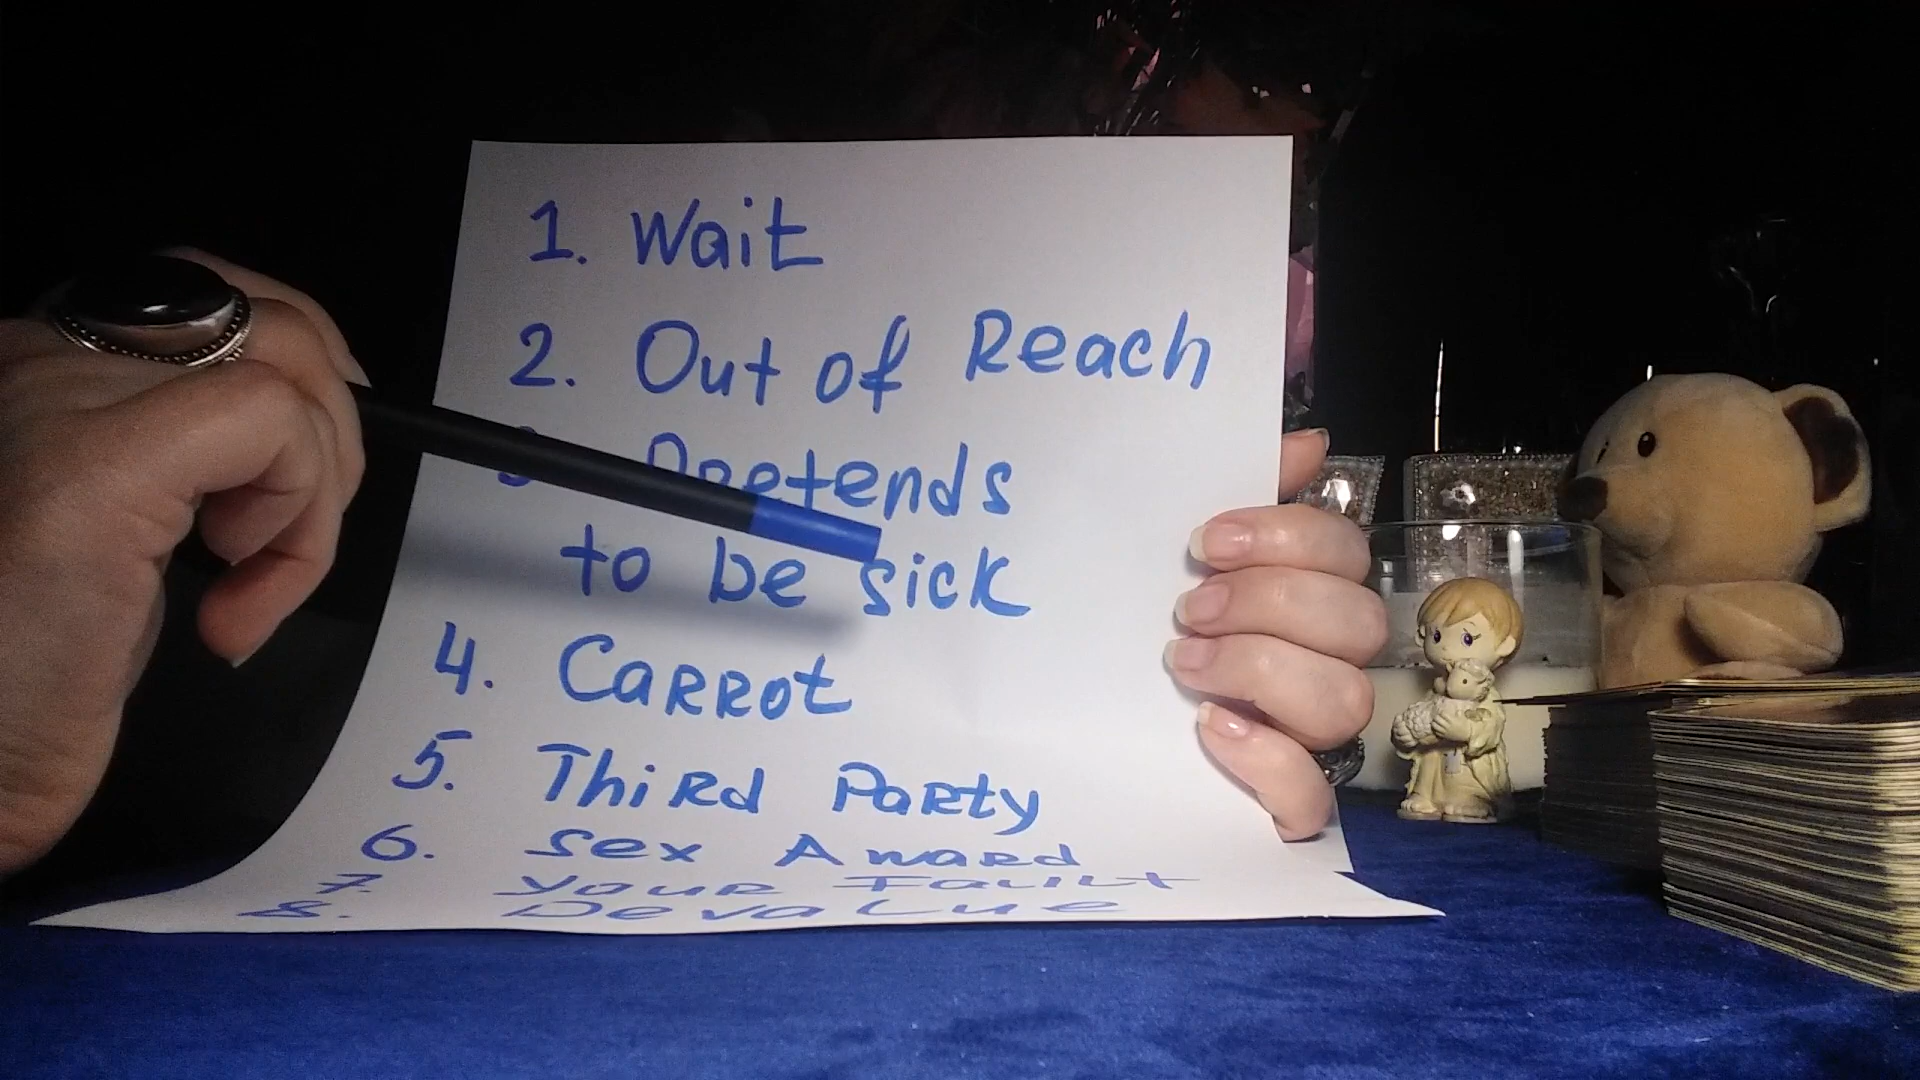 1. Wait
2. Out of Reach
3. Pretends
to be sick
4. Carrot
5. Third Party
6. Sex Award
7. Your Fault
8. Devalue